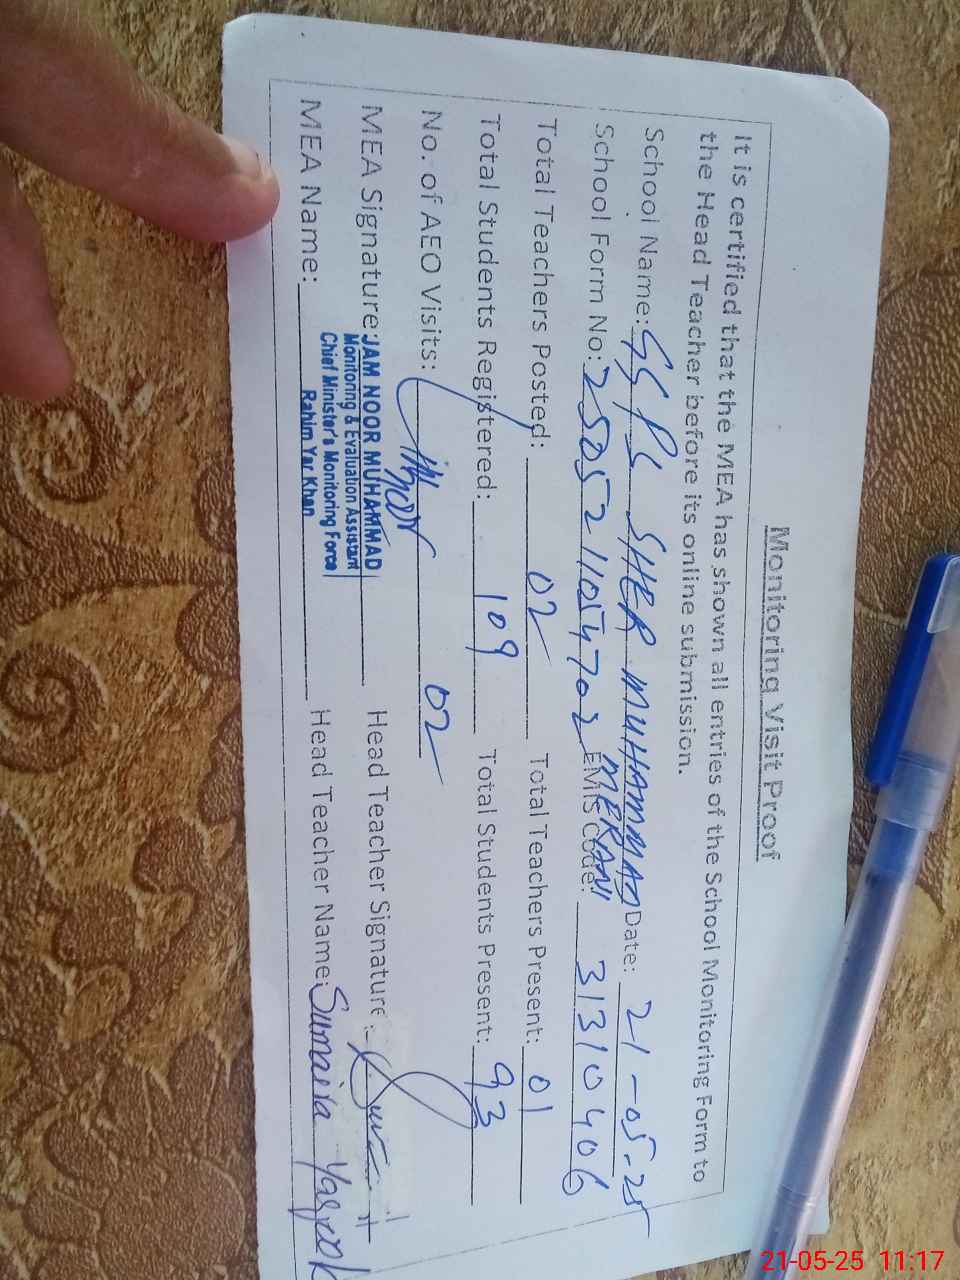 Monitoring Visit Proof
It is certified that the MEA has shown all entries of the School Monitoring Form to
the Head Teacher before its online submission.
School Name: GGPS SHER MUHAMMAD MERANI Date: 21-05-25
School Form No: 2505211054702 EMIS Code: 31310406
Total Teachers Posted: 02 Total Teachers Present: 01
Total Students Registered: 109 Total Students Present: 93
No. of AEO Visits: 02
MEA Signature: Noor Head Teacher Signature:
JAM NOOR MUHAMMAD
Monitoring & Evaluation Assistant
Chief Minister's Monitoring Force
Rahim Yar Khan
MEA Name: Head Teacher Name: Sumaira
21-05-25 11:17